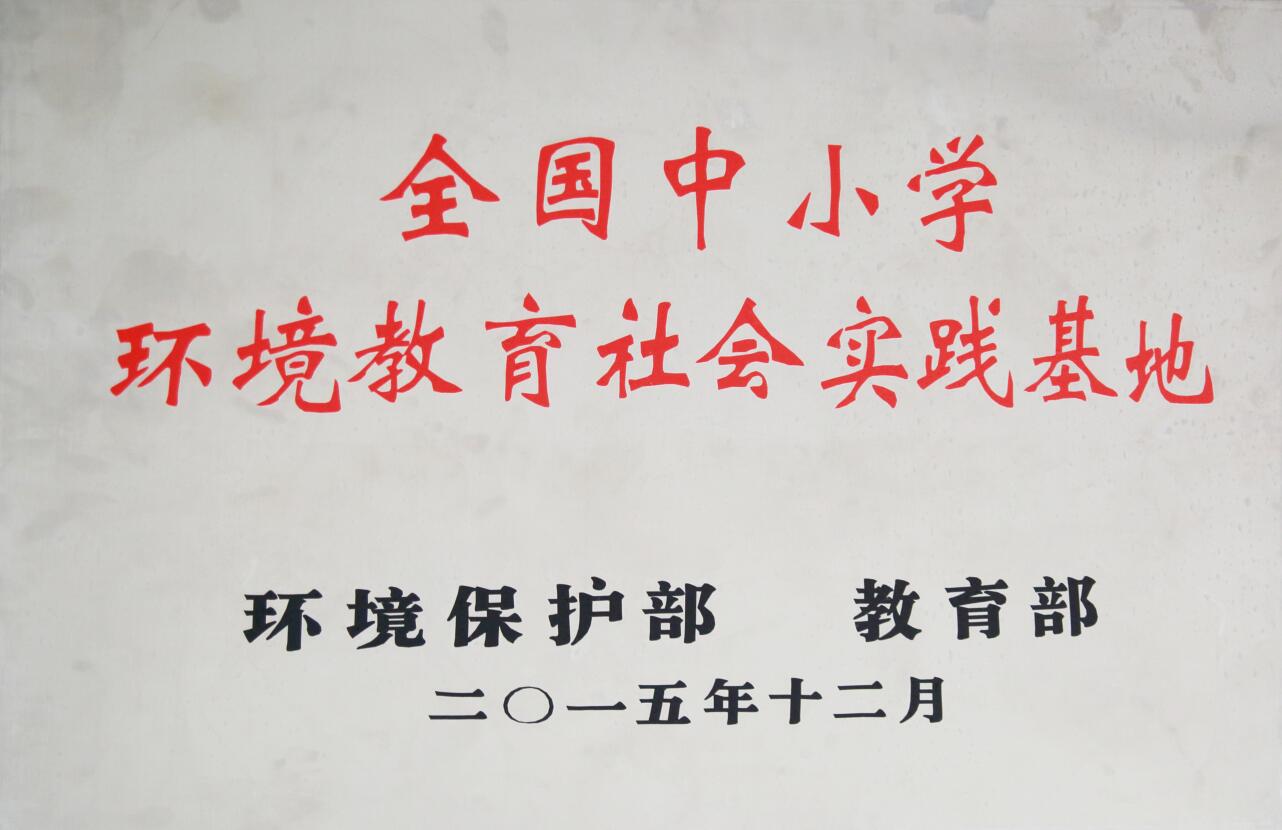 全国中小学
环境教育社会实践基地
环境保护部 教育部
二〇一五年十二月